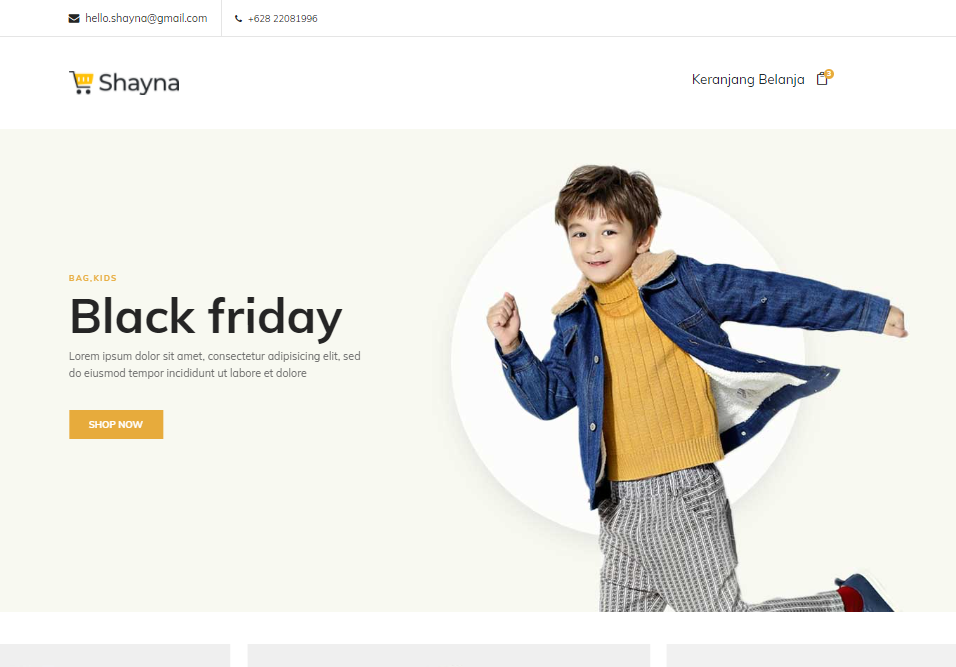 hello.shayna@gmail.com
+628 22081996
Shayna
Keranjang Belanja 3
BAG,KIDS
Black friday
Lorem ipsum dolor sit amet, consectetur adipisicing elit, sed
do eiusmod tempor incididunt ut labore et dolore
SHOP NOW